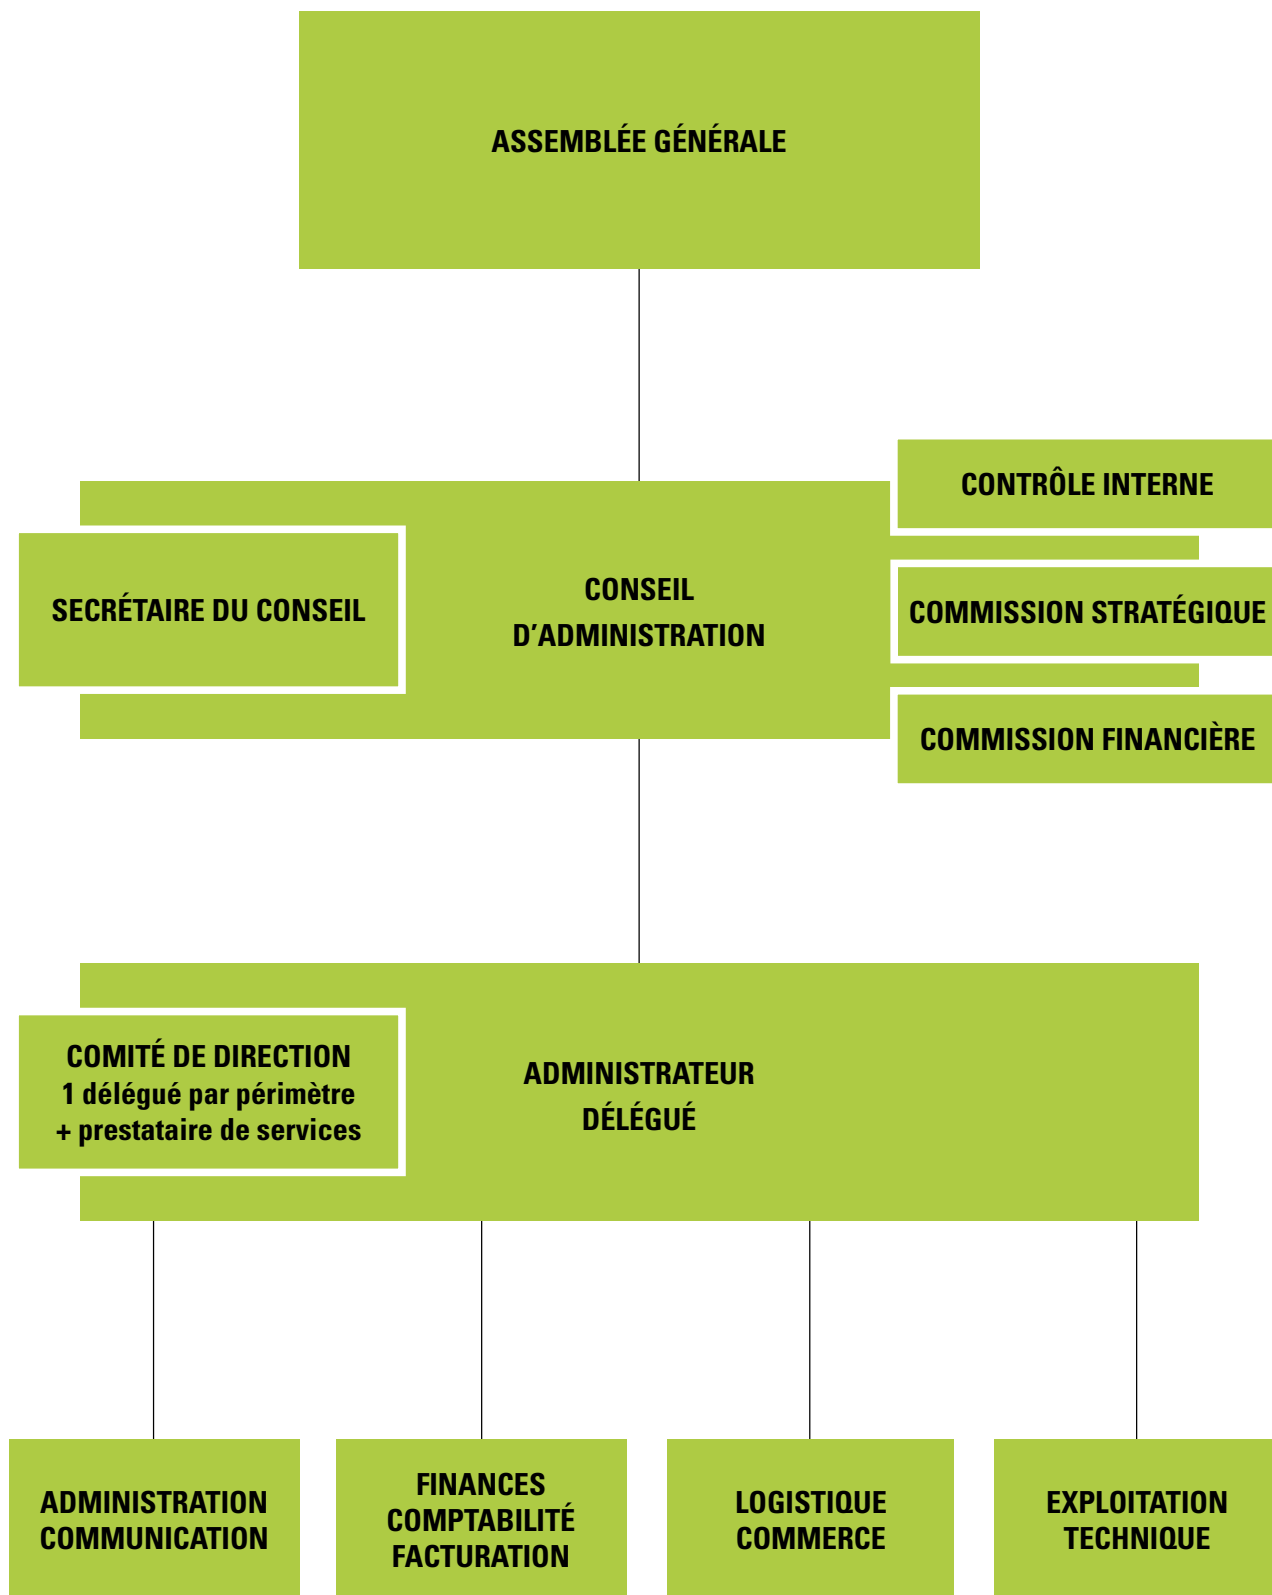 ASSEMBLÉE GÉNÉRALE
CONTRÔLE INTERNE
SECRÉTAIRE DU CONSEIL
CONSEIL
D’ADMINISTRATION
COMMISSION STRATÉGIQUE
COMMISSION FINANCIÈRE
COMITÉ DE DIRECTION
1 délégué par périmètre
+ prestataire de services
ADMINISTRATEUR
DÉLÉGUÉ
ADMINISTRATION
COMMUNICATION
FINANCES
COMPTABILITÉ
FACTURATION
LOGISTIQUE
COMMERCE
EXPLOITATION
TECHNIQUE